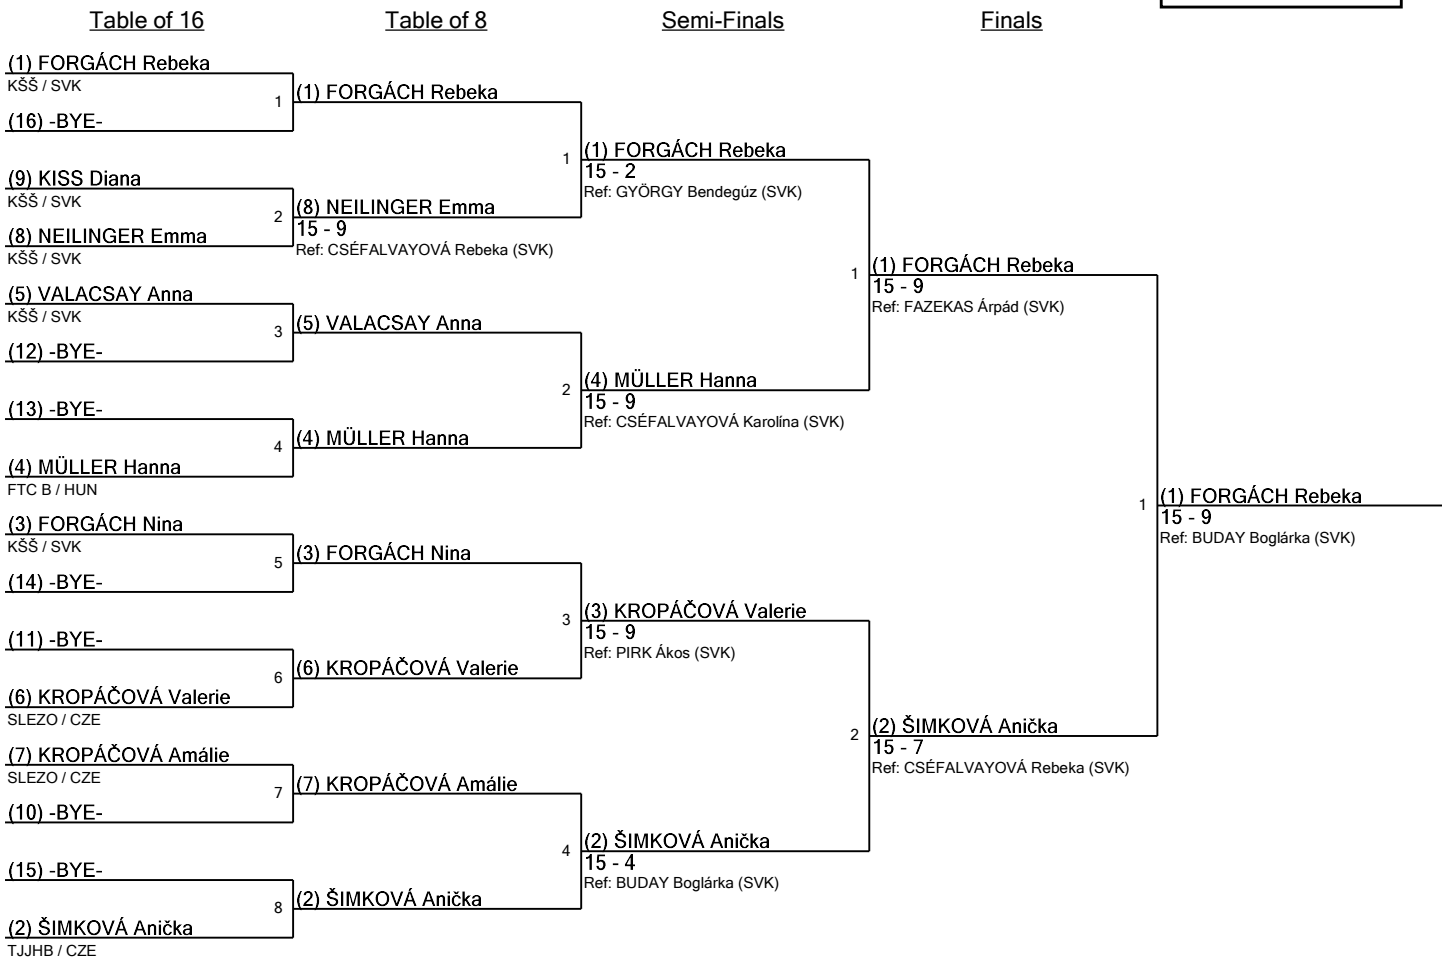 Table of 16
Table of 8
Semi-Finals
Finals
(1) FORGÁCH Rebeka
KŠŠ / SVK
1
(16) -BYE-
(9) KISS Diana
KŠŠ / SVK
2
(8) NEILINGER Emma
KŠŠ / SVK
(5) VALACSAY Anna
KŠŠ / SVK
3
(12) -BYE-
(13) -BYE-
4
(4) MÜLLER Hanna
FTC B / HUN
(3) FORGÁCH Nina
KŠŠ / SVK
5
(14) -BYE-
(11) -BYE-
6
(6) KROPÁČOVÁ Valerie
SLEZO / CZE
(7) KROPÁČOVÁ Amálie
SLEZO / CZE
7
(10) -BYE-
(15) -BYE-
8
(2) ŠIMKOVÁ Anička
TJJHB / CZE
(1) FORGÁCH Rebeka
1
(8) NEILINGER Emma
15 - 9
Ref: CSÉFALVAYOVÁ Rebeka (SVK)
(5) VALACSAY Anna
2
(4) MÜLLER Hanna
(3) FORGÁCH Nina
3
(6) KROPÁČOVÁ Valerie
(7) KROPÁČOVÁ Amálie
4
(2) ŠIMKOVÁ Anička
(1) FORGÁCH Rebeka
15 - 2
Ref: GYÖRGY Bendegúz (SVK)
1
(4) MÜLLER Hanna
15 - 9
Ref: CSÉFALVAYOVÁ Karolína (SVK)
(3) KROPÁČOVÁ Valerie
15 - 9
Ref: PIRK Ákos (SVK)
2
(2) ŠIMKOVÁ Anička
15 - 4
Ref: BUDAY Boglárka (SVK)
(1) FORGÁCH Rebeka
15 - 9
Ref: FAZEKAS Árpád (SVK)
1
(2) ŠIMKOVÁ Anička
15 - 7
Ref: CSÉFALVAYOVÁ Rebeka (SVK)
(1) FORGÁCH Rebeka
15 - 9
Ref: BUDAY Boglárka (SVK)